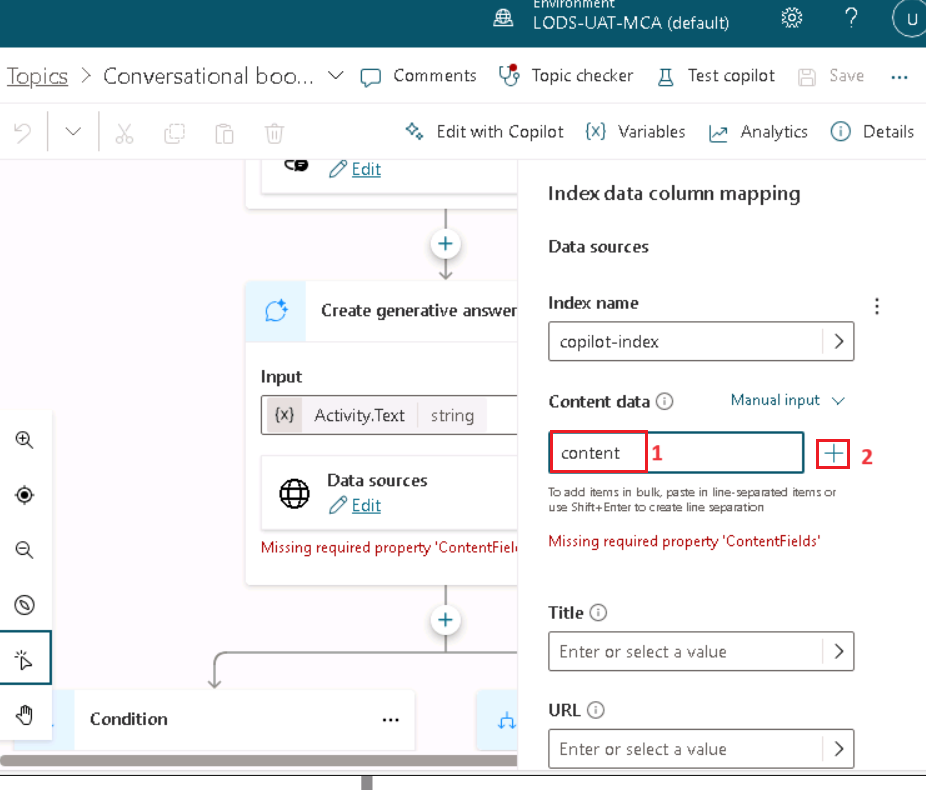 Environment
LODS-UAT-MCA (default)
?
U
Topics > Conversational boo...
Comments
Topic checker
Test copilot
Save
...
Edit with Copilot
{x} Variables
Analytics
Details
Edit
Create generative answer
Input
{x} Activity.Text string
Data sources
Edit
Missing required property 'ContentFiel
Condition
...
Index data column mapping
Data sources
Index name
copilot-index
Content data
Manual input
content 1
2
To add items in bulk, paste in line-separated items or
use Shift+Enter to create line separation
Missing required property 'ContentFields'
Title
Enter or select a value
URL
Enter or select a value